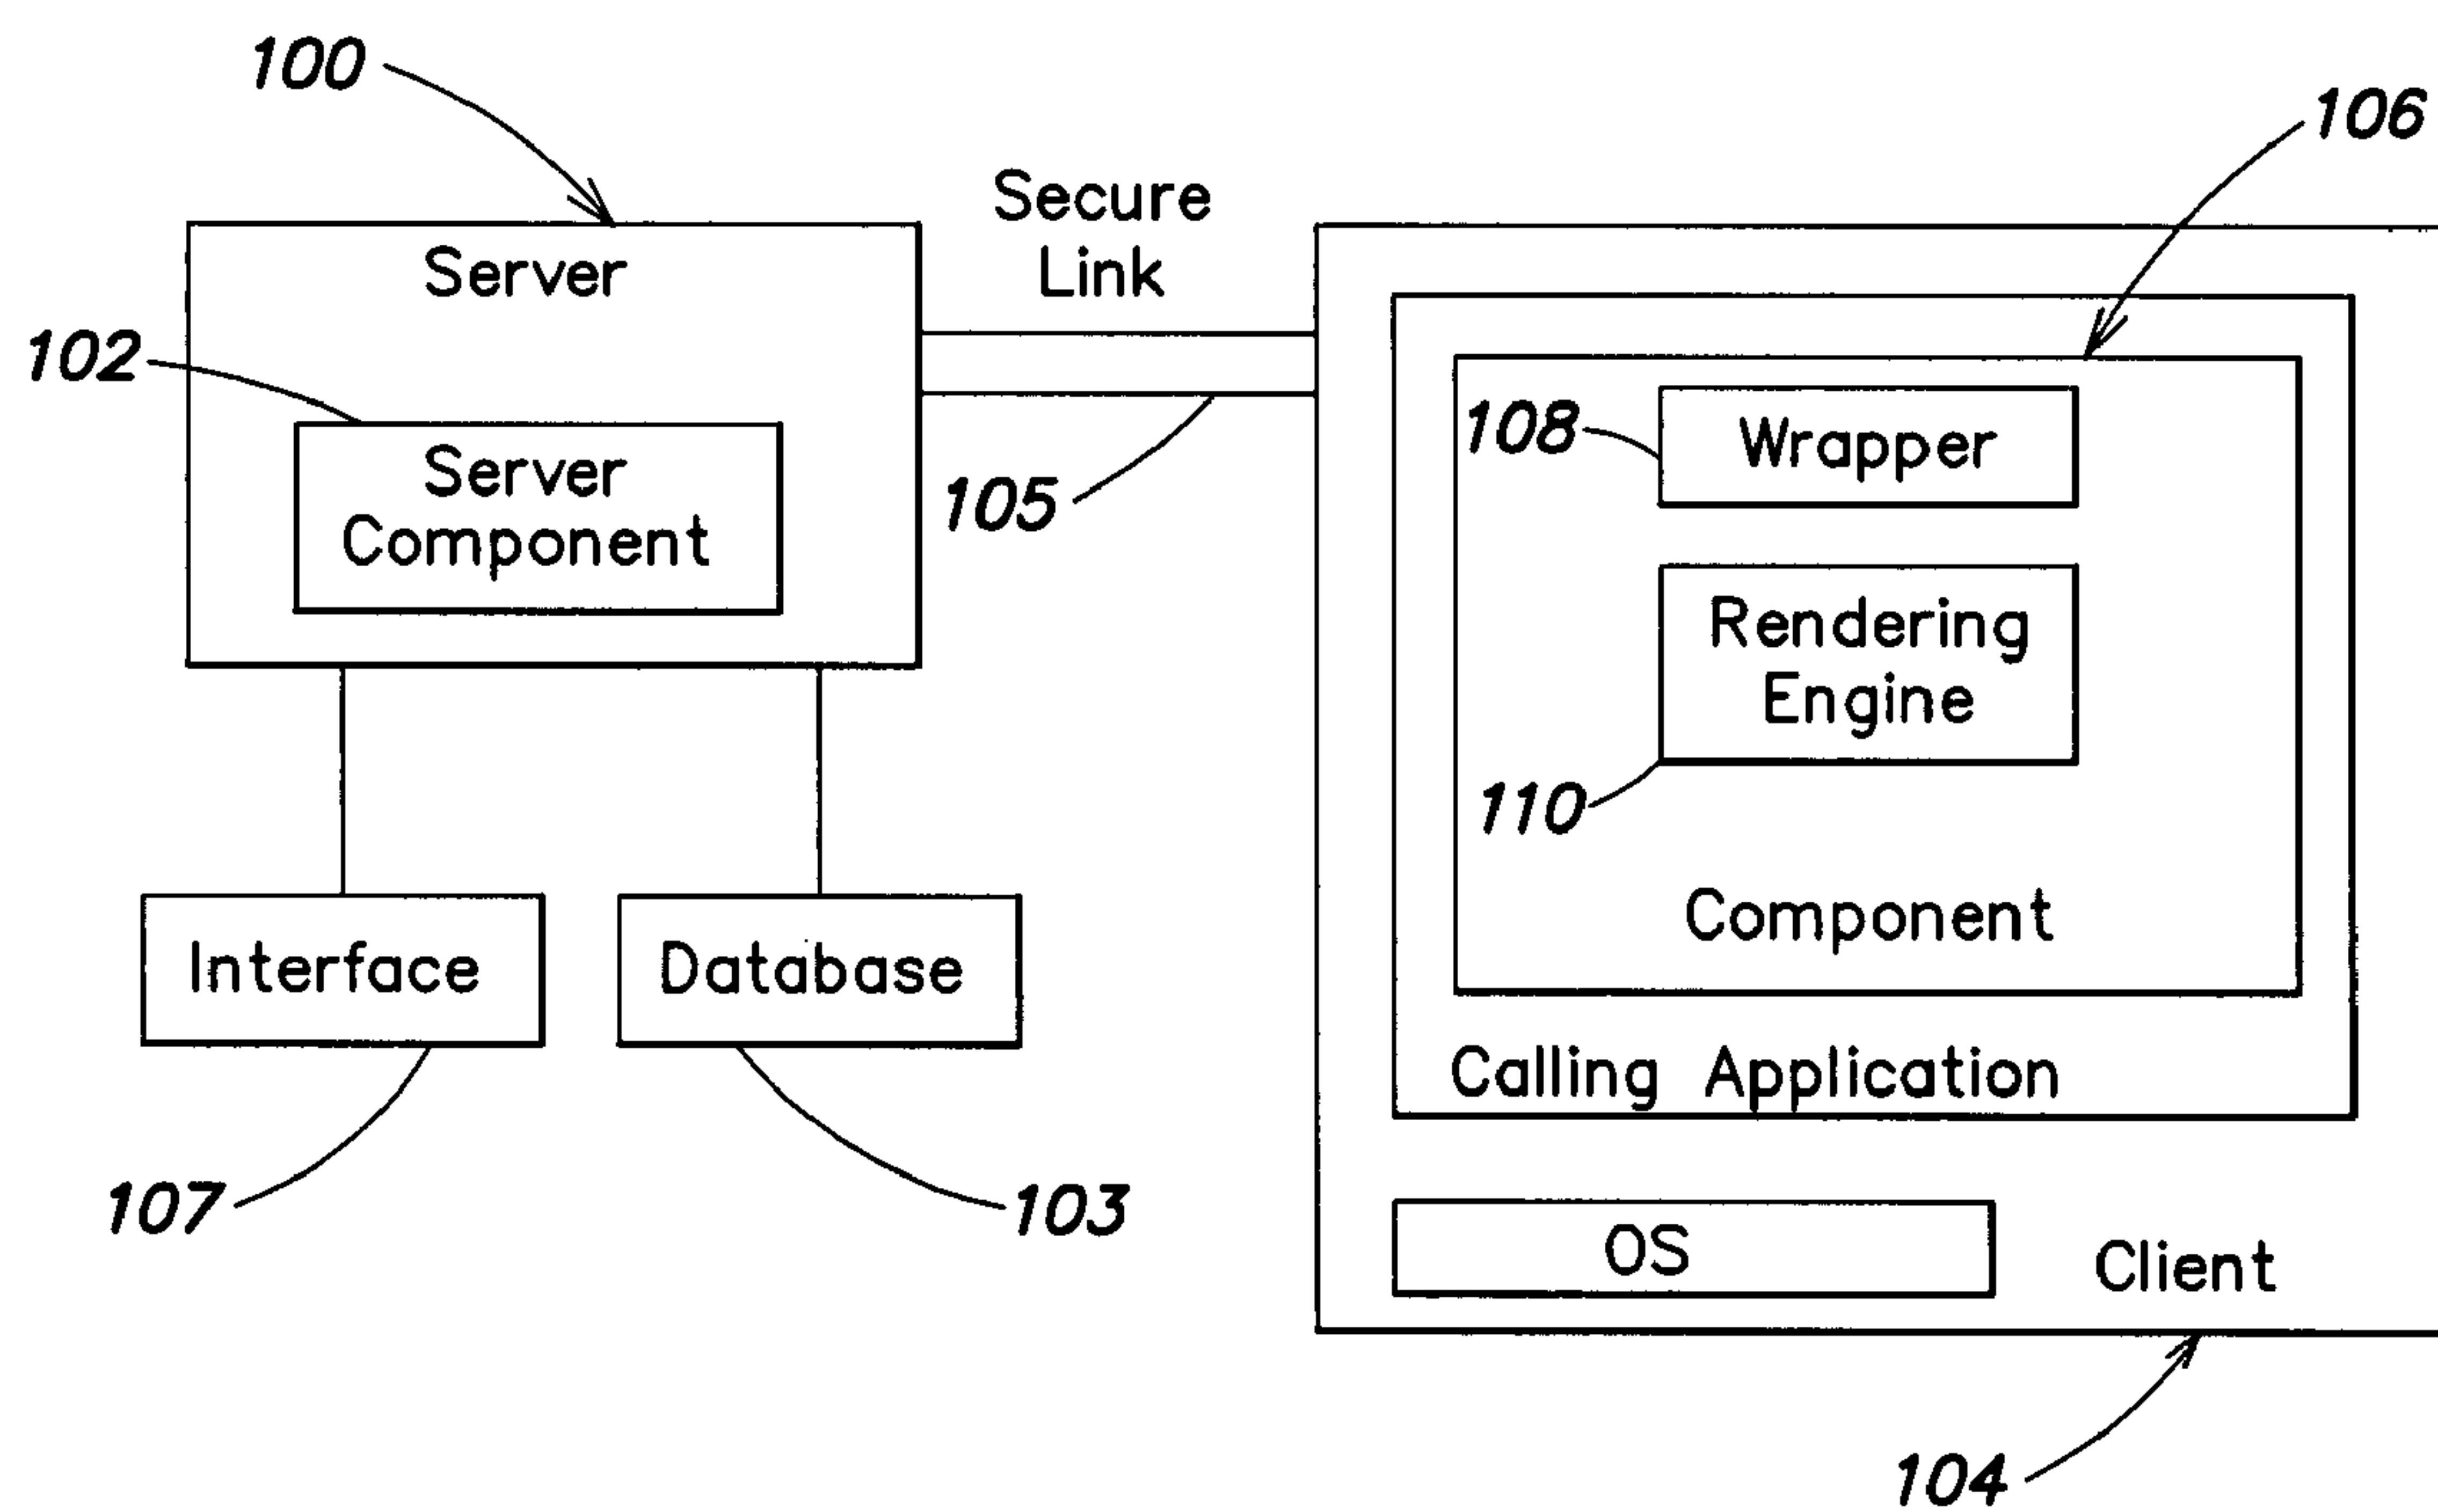 100
106
Secure
Link
Server
102
Server
Component
105
108
Wrapper
Rendering
Engine
110
Component
Interface
Database
Calling Application
107
103
OS
Client
104